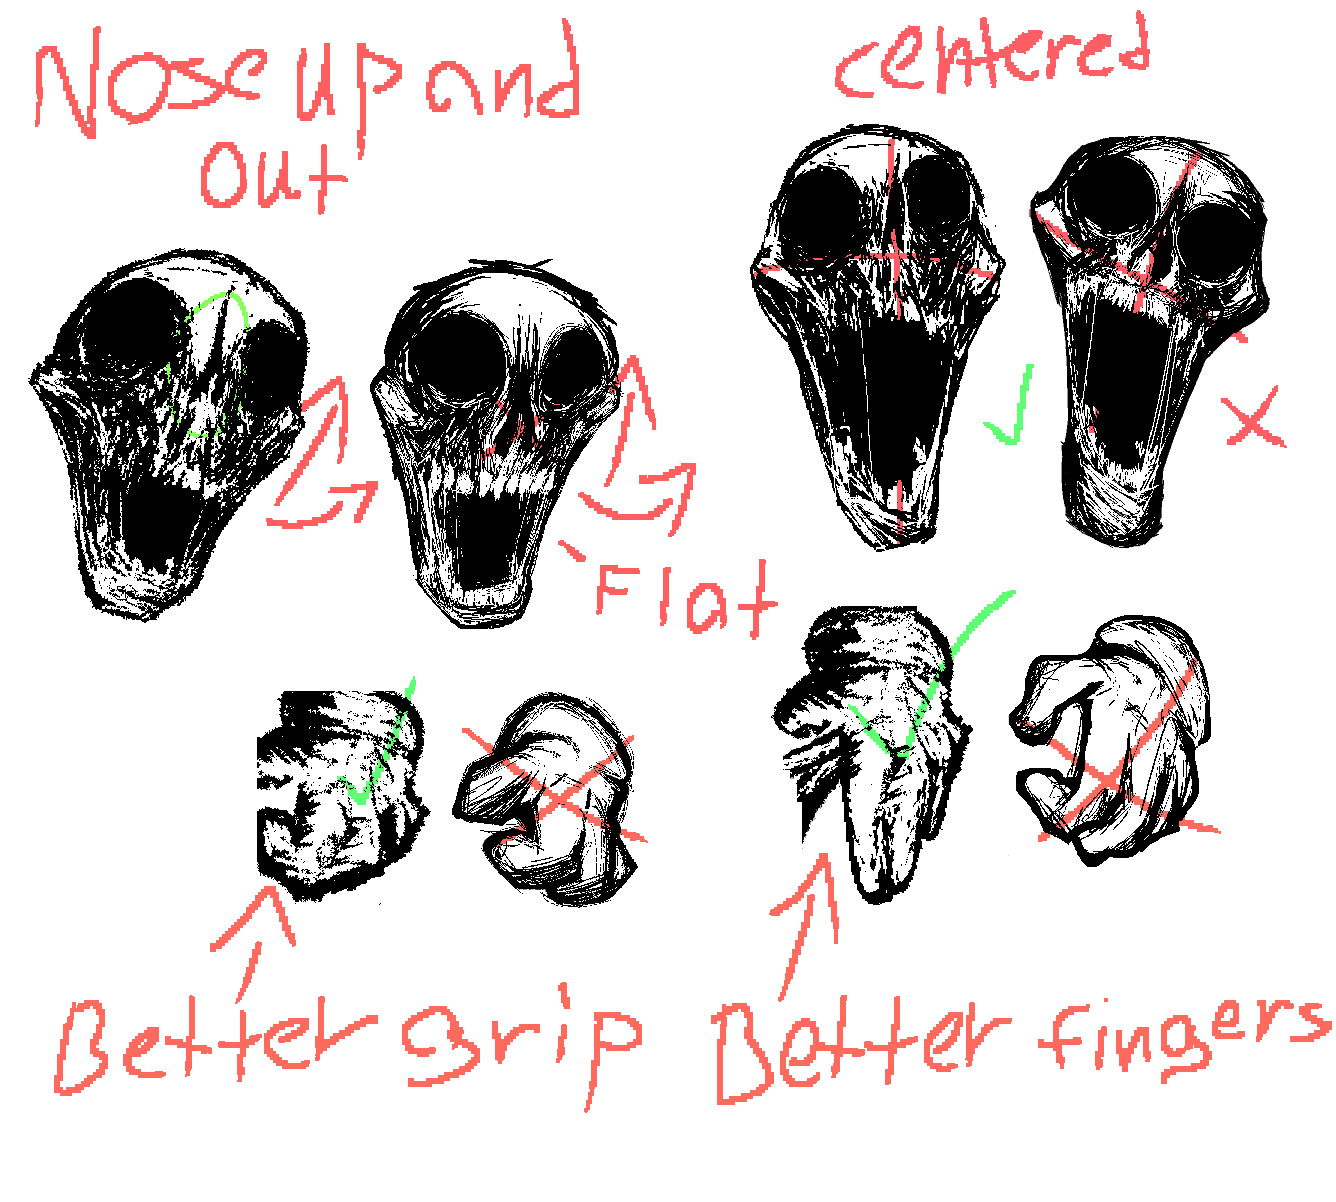 Nose up and
out
centered
Flat
Better grip
Better fingers